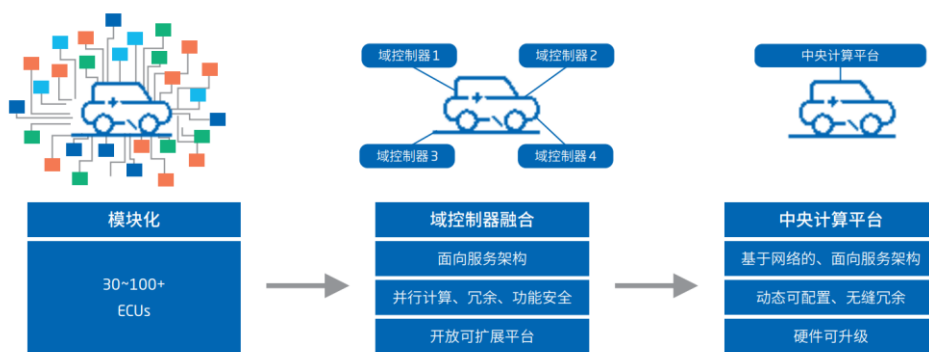 域控制器1
域控制器2
中央计算平台
域控制器3
域控制器4
模块化
域控制器融合
中央计算平台
30~100+
ECUs
面向服务架构
基于网络的、面向服务架构
并行计算、冗余、功能安全
动态可配置、无缝冗余
开放可扩展平台
硬件可升级